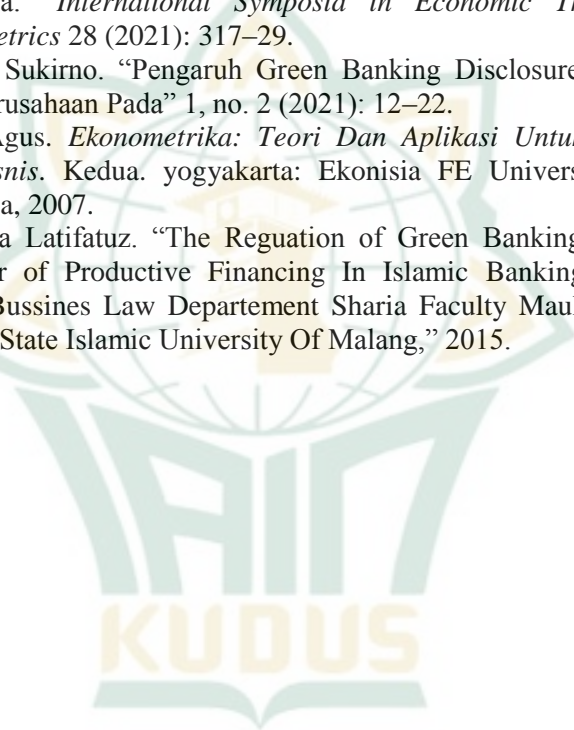 a. “International Symposia in Economic Th
etrics 28 (2021): 317–29.
Sukirno. “Pengaruh Green Banking Disclosure
rusahaan Pada” 1, no. 2 (2021): 12–22.
Agus. Ekonometrika: Teori Dan Aplikasi Untuk
snis. Kedua. yogyakarta: Ekonisia FE Univers
a, 2007.
a Latifatuz. “The Reguation of Green Banking
r of Productive Financing In Islamic Banking
Bussines Law Departement Sharia Faculty Maul
State Islamic University Of Malang,” 2015.
IAIN
KUDUS